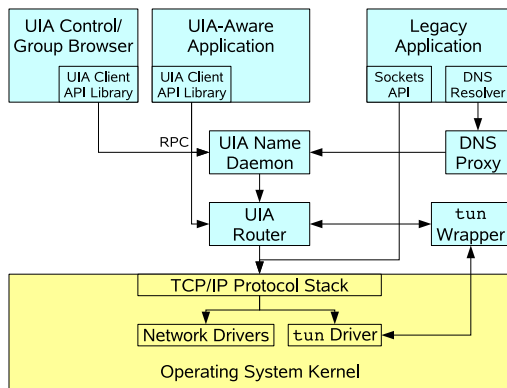 UIA Control/
Group Browser
UIA Client
API Library
UIA-Aware
Application
UIA Client
API Library
Legacy
Application
Sockets
API
DNS
Resolver
RPC
UIA Name
Daemon
DNS
Proxy
UIA
Router
tun
Wrapper
TCP/IP Protocol Stack
Network Drivers
tun Driver
Operating System Kernel